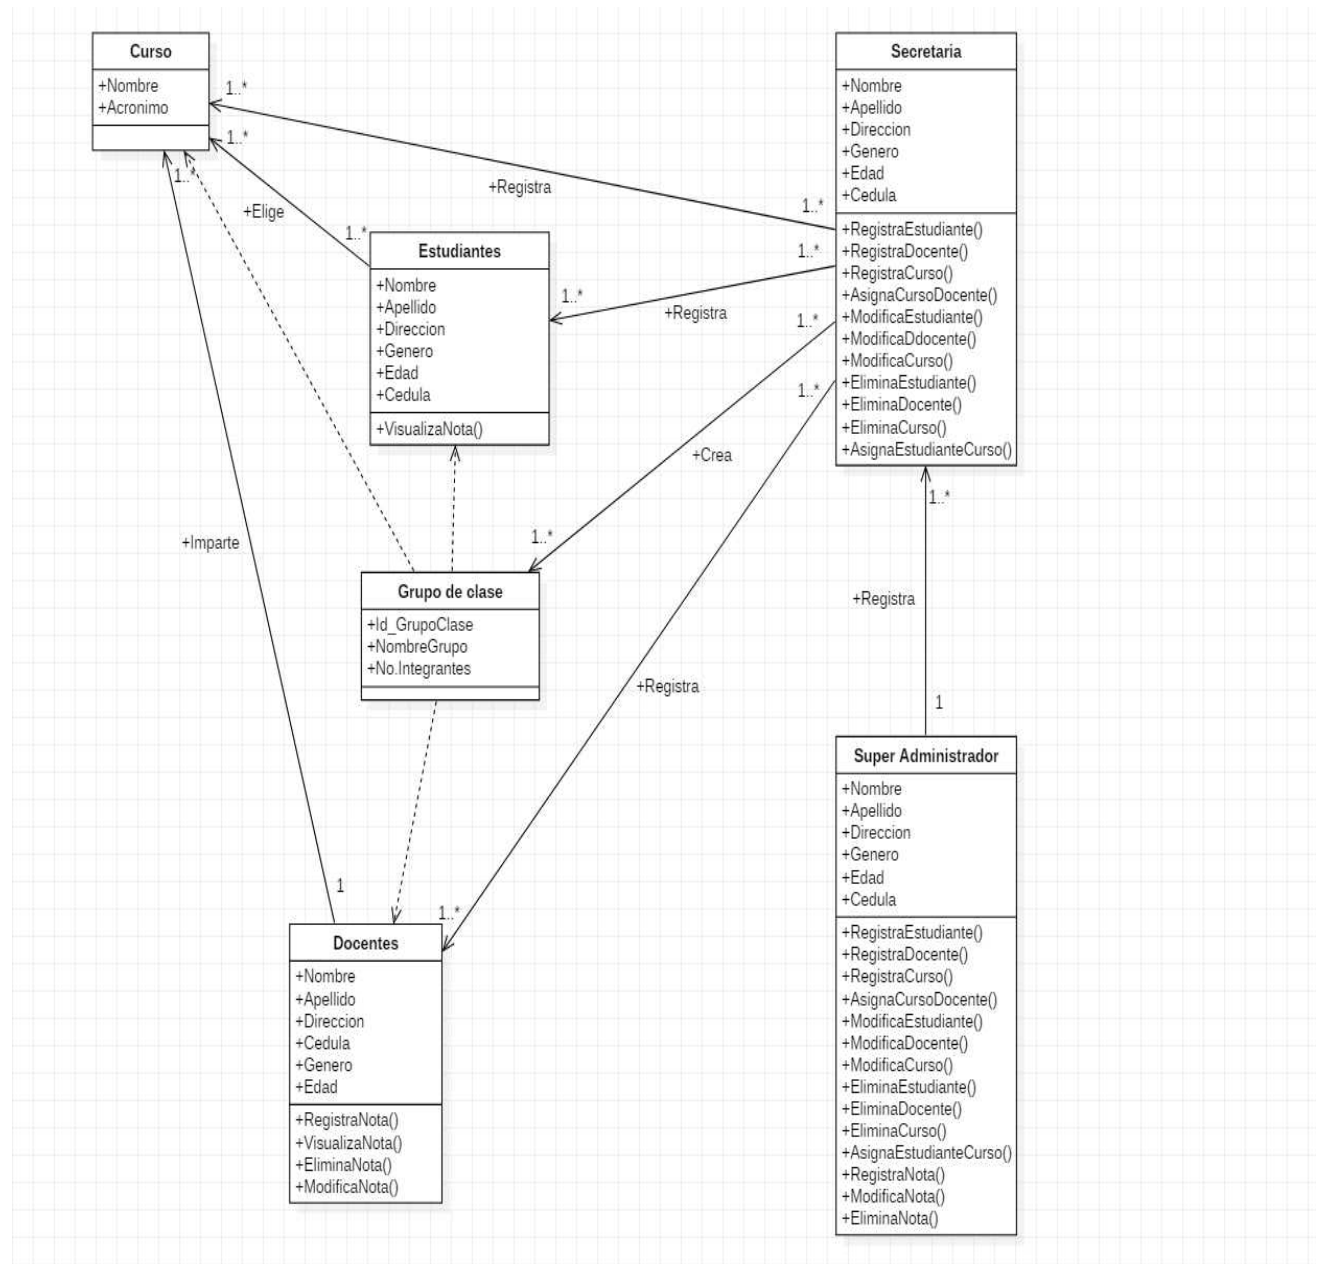 Curso
+Nombre
+Acronimo
1..*
1..*
1..*
+Elige
+Registra
Secretaria
+Nombre
+Apellido
+Direccion
+Genero
+Edad
+Cedula
+RegistraEstudiante()
+RegistraDocente()
+RegistraCurso()
+AsignaCursoDocente()
+ModificaEstudiante()
+ModificaDdocente()
+ModificaCurso()
+EliminaEstudiante()
+EliminaDocente()
+EliminaCurso()
+AsignaEstudianteCurso()
1..*
1..*
1..*
1..*
1..*
Estudiantes
+Nombre
+Apellido
+Direccion
+Genero
+Edad
+Cedula
+VisualizaNota()
1..*
+Registra
+Crea
1..*
1..*
+Imparte
Grupo de clase
+Id_GrupoClase
+NombreGrupo
+No.Integrantes
+Registra
+Registra
1
1
1..*
Docentes
+Nombre
+Apellido
+Direccion
+Cedula
+Genero
+Edad
+RegistraNota()
+VisualizaNota()
+EliminaNota()
+ModificaNota()
Super Administrador
+Nombre
+Apellido
+Direccion
+Genero
+Edad
+Cedula
+RegistraEstudiante()
+RegistraDocente()
+RegistraCurso()
+AsignaCursoDocente()
+ModificaEstudiante()
+ModificaDocente()
+ModificaCurso()
+EliminaEstudiante()
+EliminaDocente()
+EliminaCurso()
+AsignaEstudianteCurso()
+RegistraNota()
+ModificaNota()
+EliminaNota()